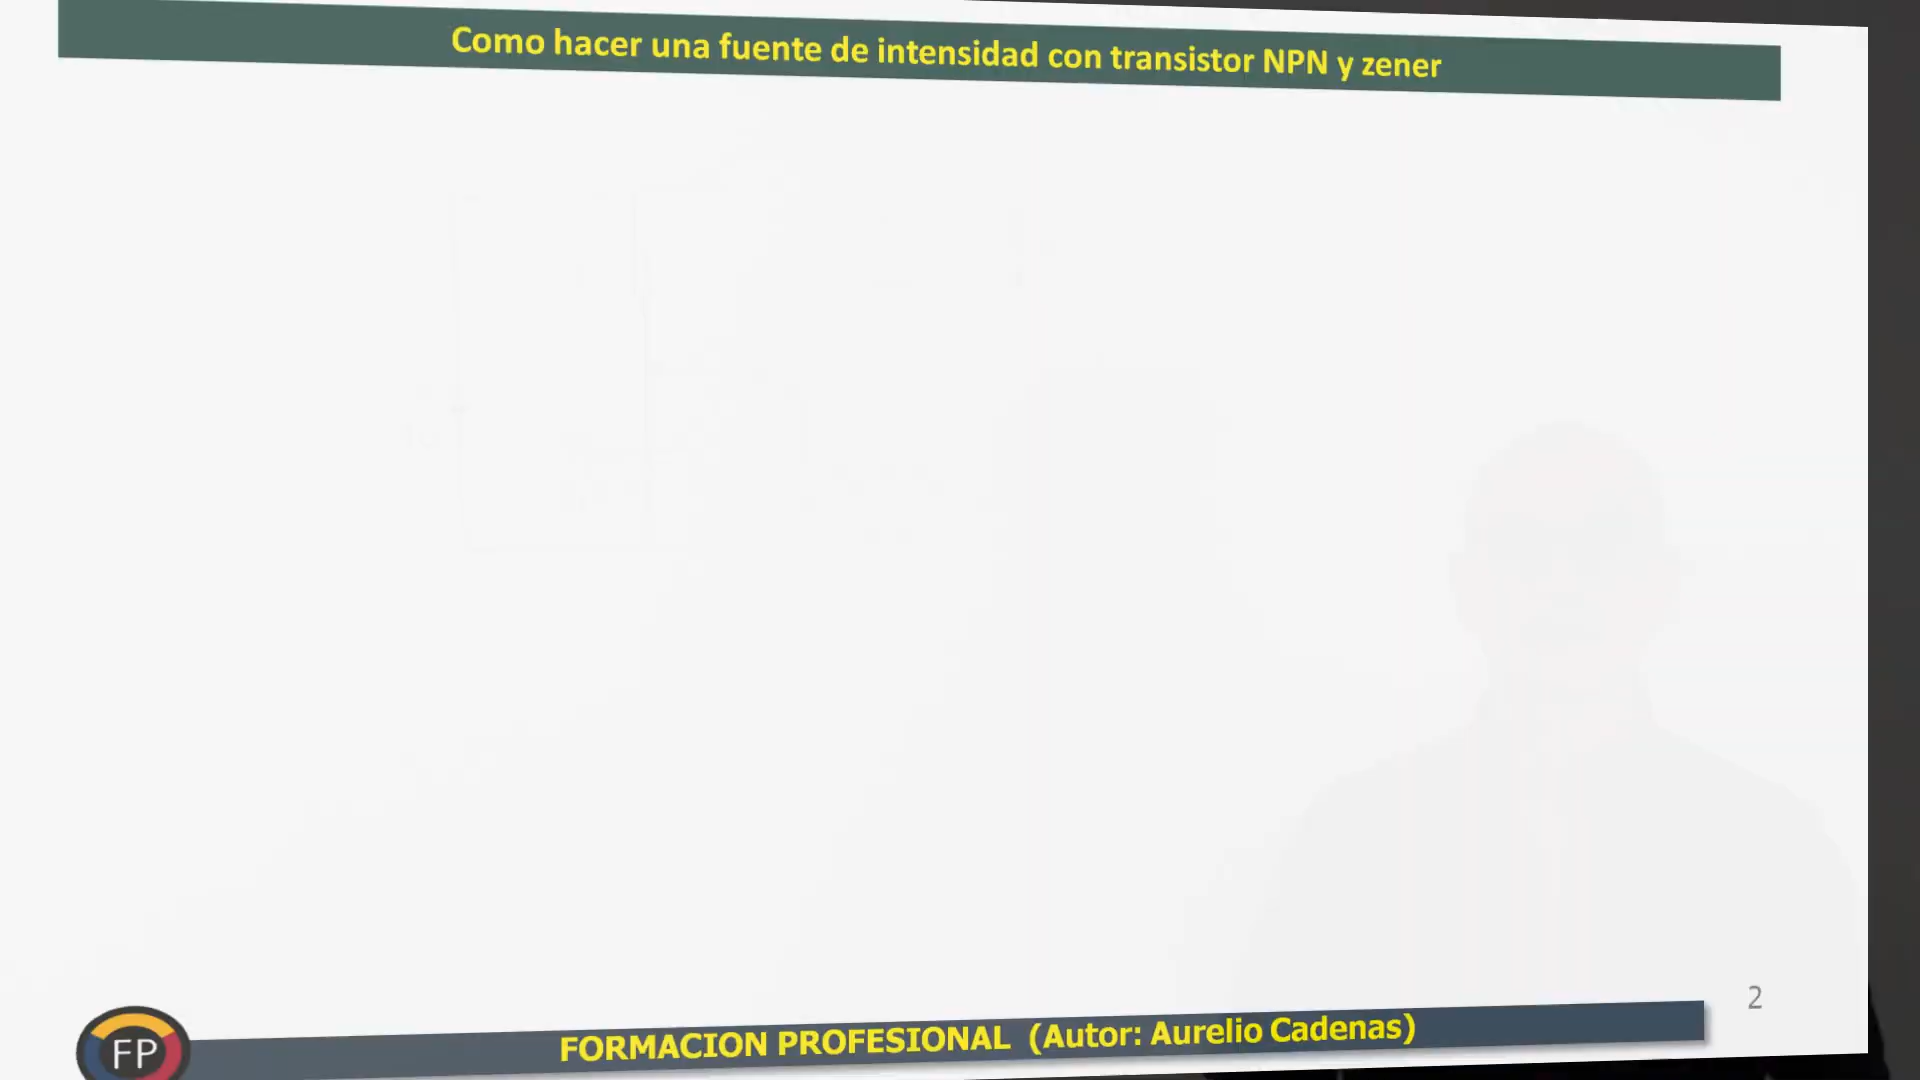 Como hacer una fuente de intensidad con transistor NPN y zener
2
FORMACION PROFESIONAL (Autor: Aurelio Cadenas)
FP